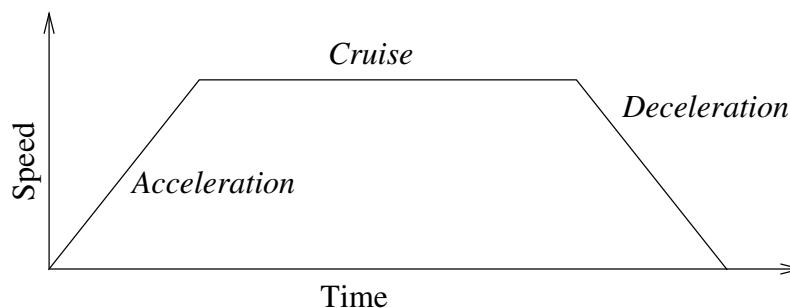 Cruise
Deceleration
Acceleration
Speed
Time